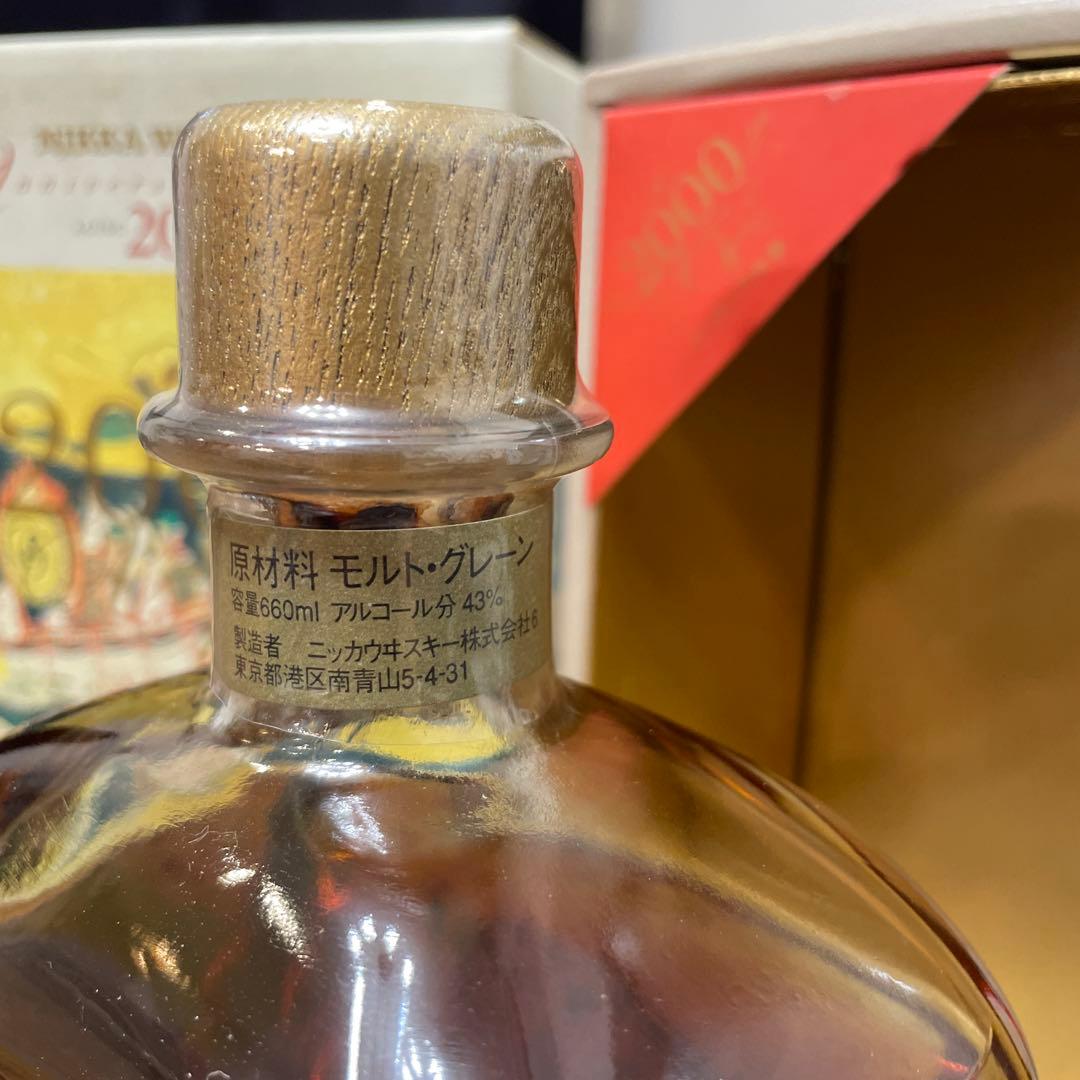 NIKKA W
20
2000
原材料 モルト・グレーン
容量660ml アルコール分 43%
製造者 ニッカウヰスキー株式会社6
東京都港区南青山5-4-31